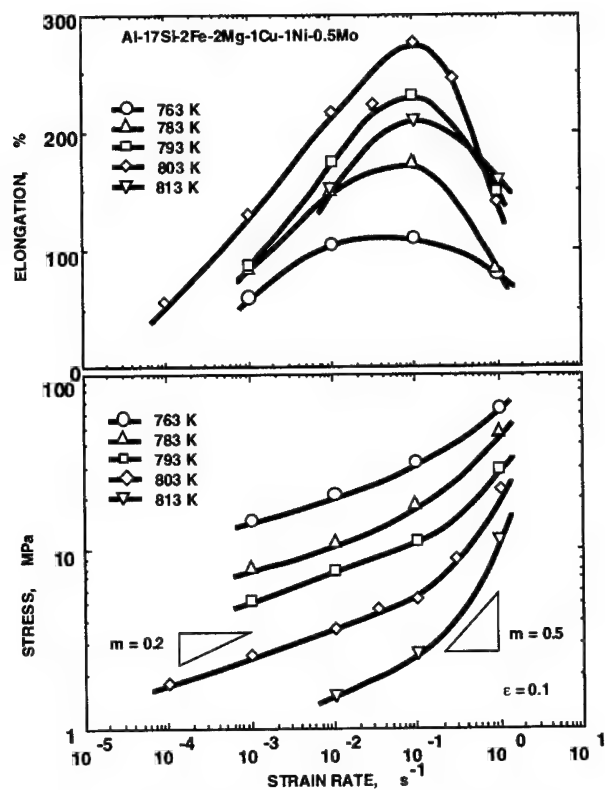 300
Al-17Si-2Fe-2Mg-1Cu-1Ni-0.5Mo
763 K
783 K
793 K
803 K
813 K
200
100
0
ELONGATION, %
100
763 K
783 K
793 K
803 K
813 K
10
m = 0.2
m = 0.5
ε = 0.1
1
STRESS, MPa
10^-5 10^-4 10^-3 10^-2 10^-1 10^0 10^1
STRAIN RATE, s^-1